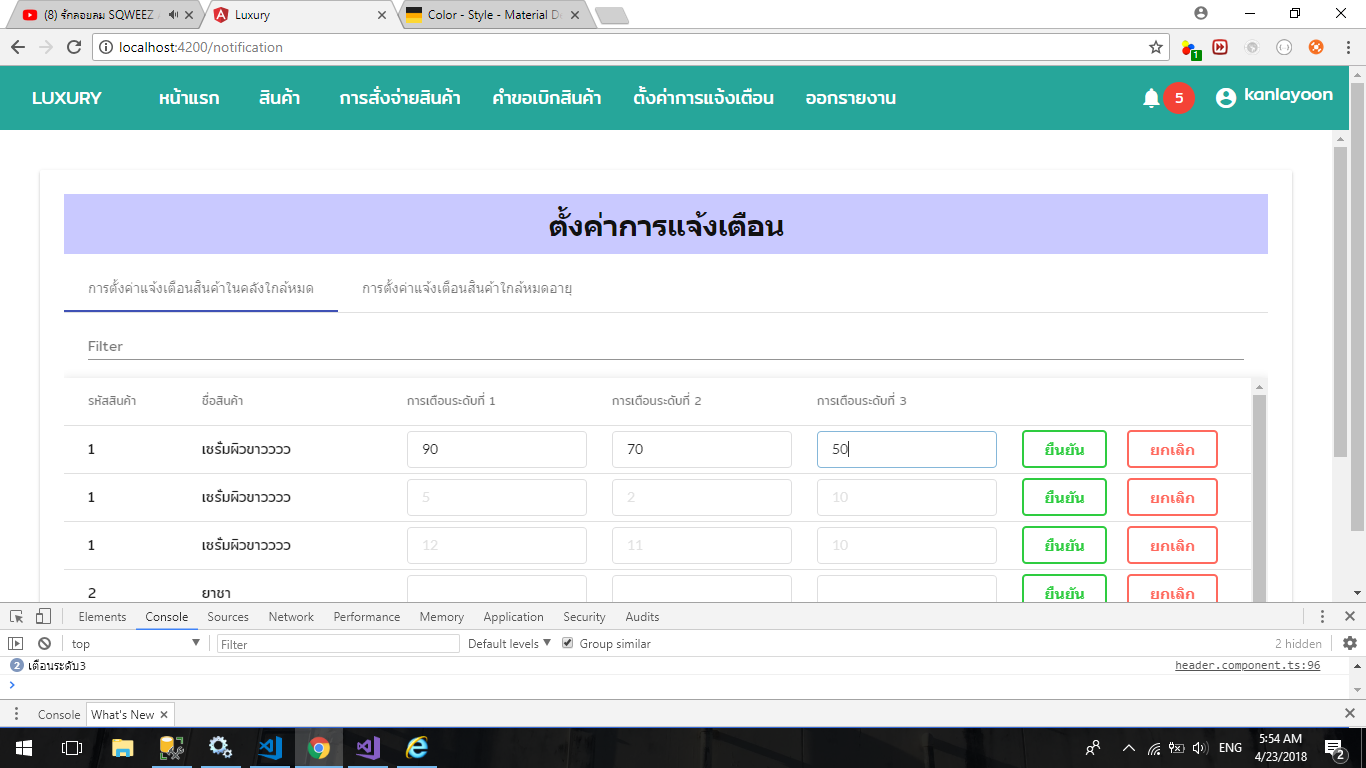 (8) รักลอยลม SQWEEZ
Luxury
Color - Style - Material D
localhost:4200/notification
1
LUXURY หน้าแรก สินค้า การสั่งจ่ายสินค้า คำขอเบิกสินค้า ตั้งค่าการแจ้งเตือน ออกรายงาน 5 kanlayoon
ตั้งค่าการแจ้งเตือน
การตั้งค่าแจ้งเตือนสินค้าในคลังใกล้หมด การตั้งค่าแจ้งเตือนสินค้าใกล้หมดอายุ
Filter
รหัสสินค้า ชื่อสินค้า การเตือนระดับที่ 1 การเตือนระดับที่ 2 การเตือนระดับที่ 3
1 เซรั่มผิวขาวววว 90 70 50 ยืนยัน ยกเลิก
1 เซรั่มผิวขาวววว 5 2 10 ยืนยัน ยกเลิก
1 เซรั่มผิวขาวววว 12 11 10 ยืนยัน ยกเลิก
2 ยาชา ยืนยัน ยกเลิก
Elements Console Sources Network Performance Memory Application Security Audits
top Filter Default levels Group similar 2 hidden
2 เตือนระดับ3 header.component.ts:96
Console What's New
ENG 5:54 AM
4/23/2018 2